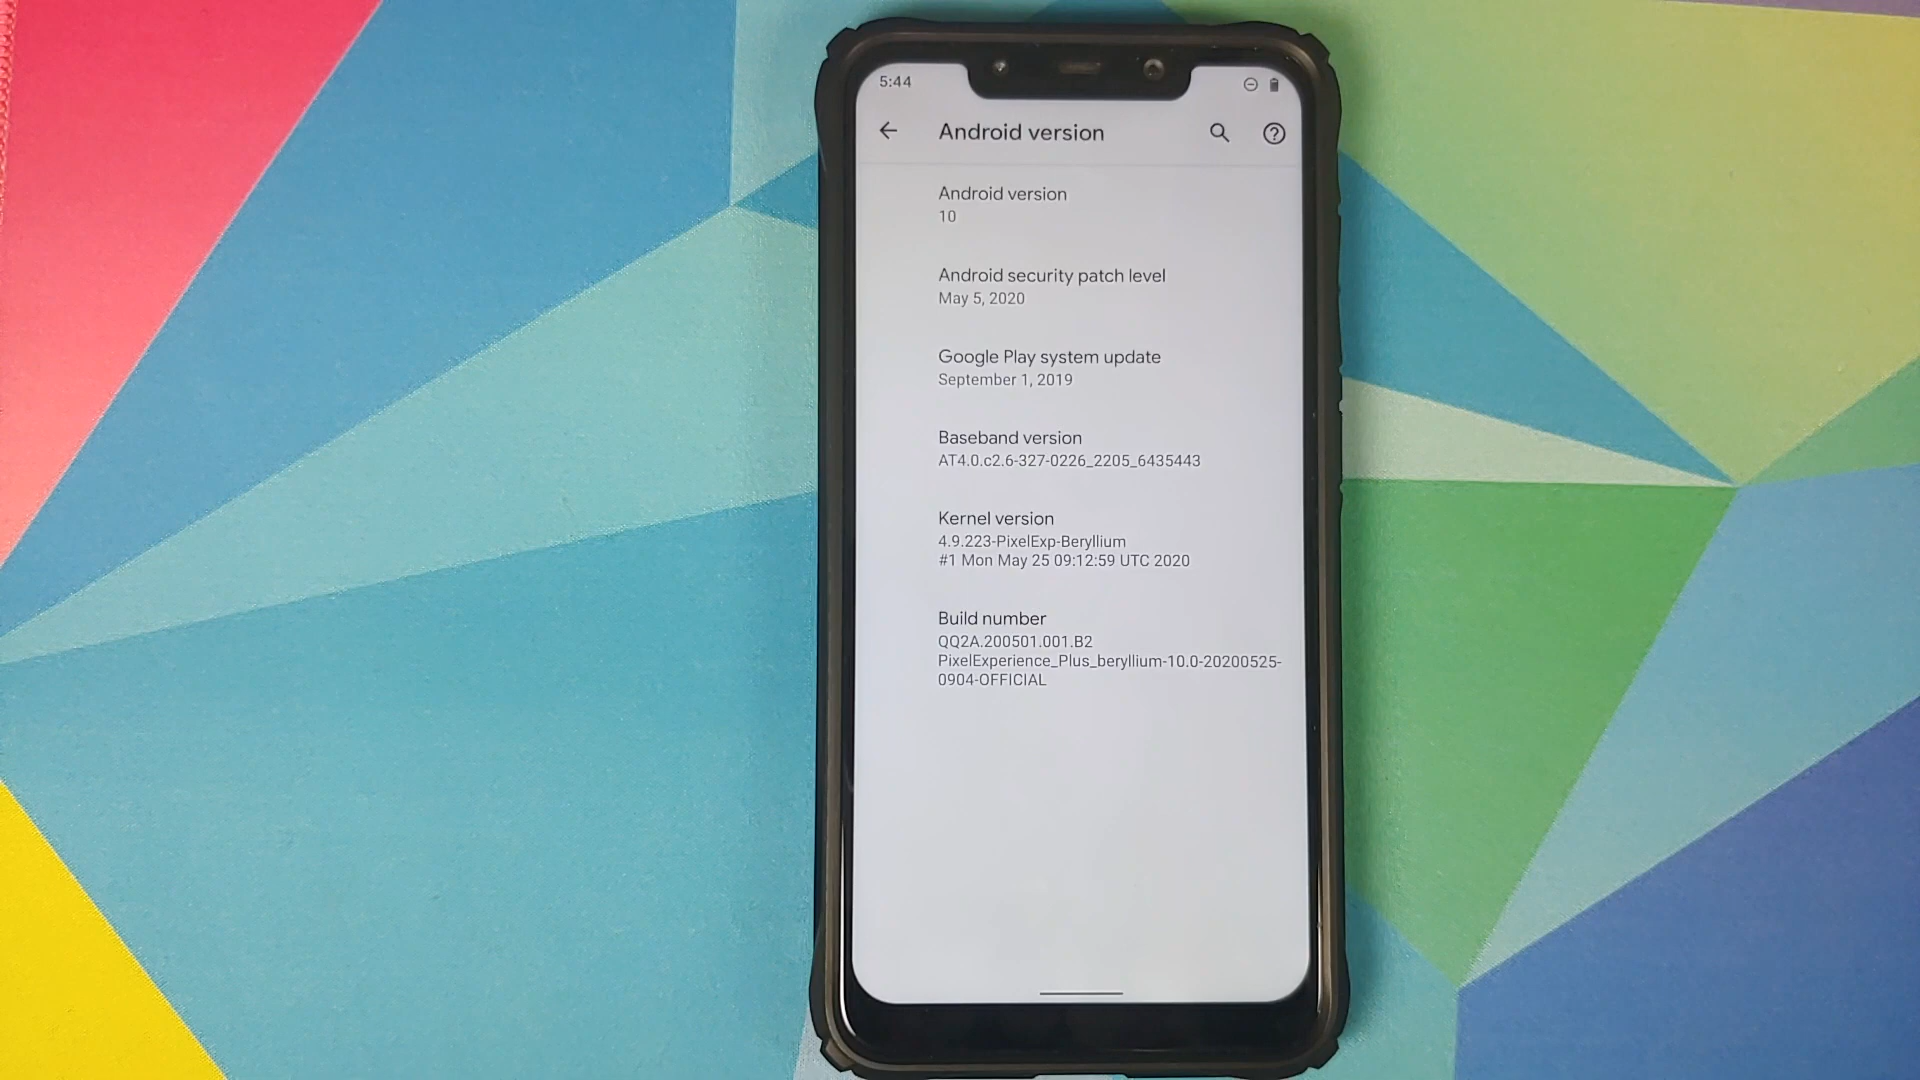 5:44
Android version
Android version
10
Android security patch level
May 5, 2020
Google Play system update
September 1, 2019
Baseband version
AT4.0.c2.6-327-0226_2205_6435443
Kernel version
4.9.223-PixelExp-Beryllium
#1 Mon May 25 09:12:59 UTC 2020
Build number
QQ2A.200501.001.B2
PixelExperience_Plus_beryllium-10.0-20200525-
0904-OFFICIAL